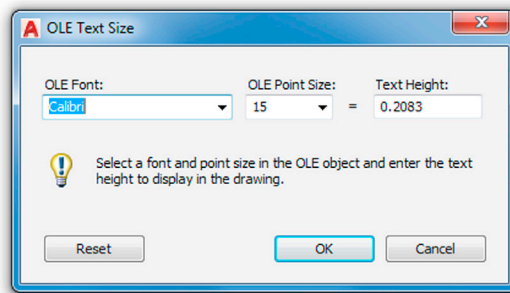 A OLE Text Size
OLE Font: OLE Point Size: Text Height:
Calibri 15 = 0.2083
Select a font and point size in the OLE object and enter the text
height to display in the drawing.
Reset OK Cancel